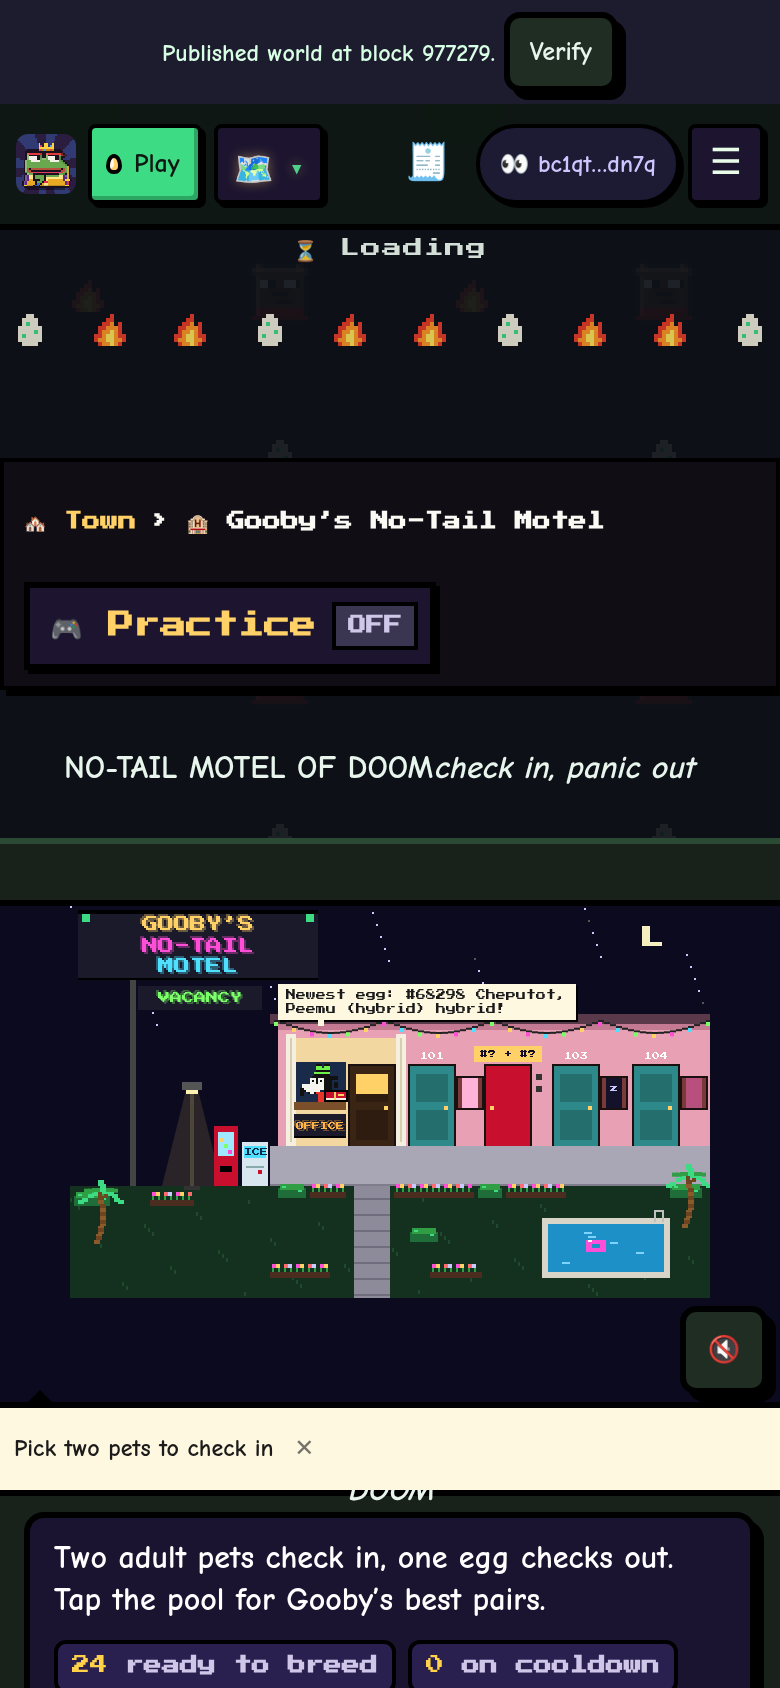 Published world at block 977279.
Verify
Play
bc1qt...dn7q
Loading
Town > Gooby's No-Tail Motel
Practice OFF
NO-TAIL MOTEL OF DOOMcheck in, panic out
GOOBY'S
NO-TAIL
MOTEL
VACANCY
Newest egg: #68298 Cheputot,
Peemu (hybrid) hybrid!
101
#? + #?
103
104
z
OFFICE
ICE
Pick two pets to check in ×
DOOM
Two adult pets check in, one egg checks out.
Tap the pool for Gooby's best pairs.
24 ready to breed
0 on cooldown